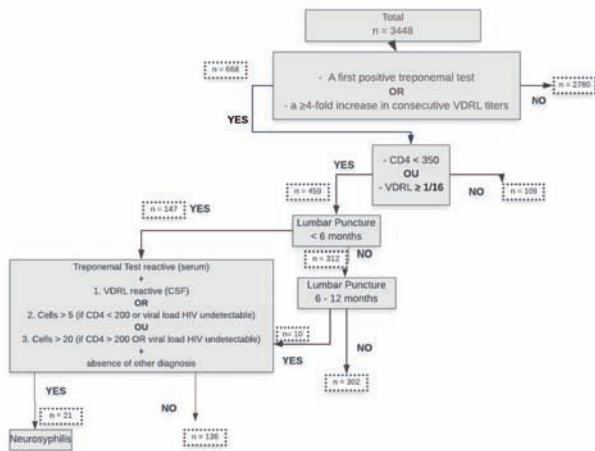 Total
n = 3448
n = 668
- A first positive treponemal test
OR
- a ≥4-fold increase in consecutive VDRL titers
n = 2780
NO
YES
- CD4 < 350
OU
- VDRL ≥ 1/16
YES
NO
n = 459
n = 109
n = 147
YES
Lumbar Puncture
< 6 months
n = 312
NO
Treponemal Test reactive (serum)
+
1. VDRL reactive (CSF)
OR
2. Cells > 5 (if CD4 < 200 or viral load HIV undetectable)
OU
3. Cells > 20 (if CD4 > 200 OR viral load HIV undetectable)
+
absence of other diagnosis
Lumbar Puncture
6 - 12 months
n= 10
YES
NO
n = 302
YES
n = 21
NO
n = 136
Neurosyphilis